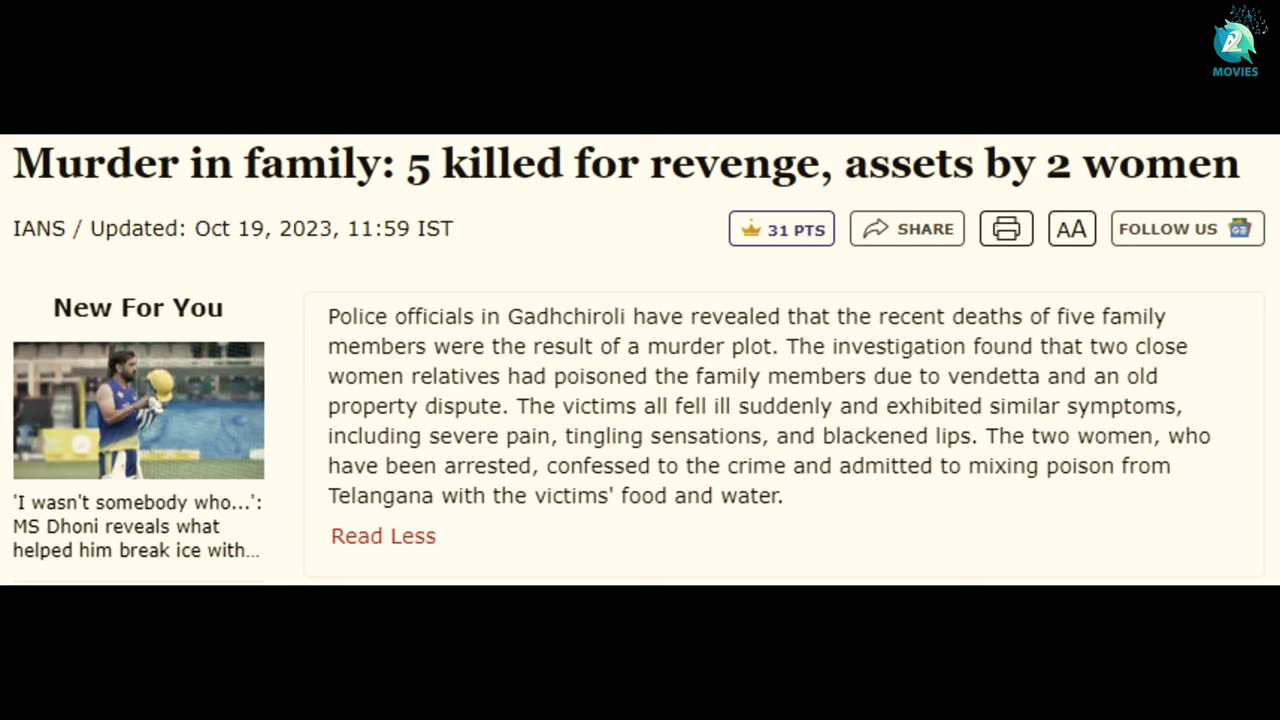 2
MOVIES
Murder in family: 5 killed for revenge, assets by 2 women
IANS / Updated: Oct 19, 2023, 11:59 IST
31 PTS
SHARE
AA
FOLLOW US
GE
New For You
'I wasn't somebody who...':
MS Dhoni reveals what
helped him break ice with...
Police officials in Gadhchiroli have revealed that the recent deaths of five family
members were the result of a murder plot. The investigation found that two close
women relatives had poisoned the family members due to vendetta and an old
property dispute. The victims all fell ill suddenly and exhibited similar symptoms,
including severe pain, tingling sensations, and blackened lips. The two women, who
have been arrested, confessed to the crime and admitted to mixing poison from
Telangana with the victims' food and water.
Read Less